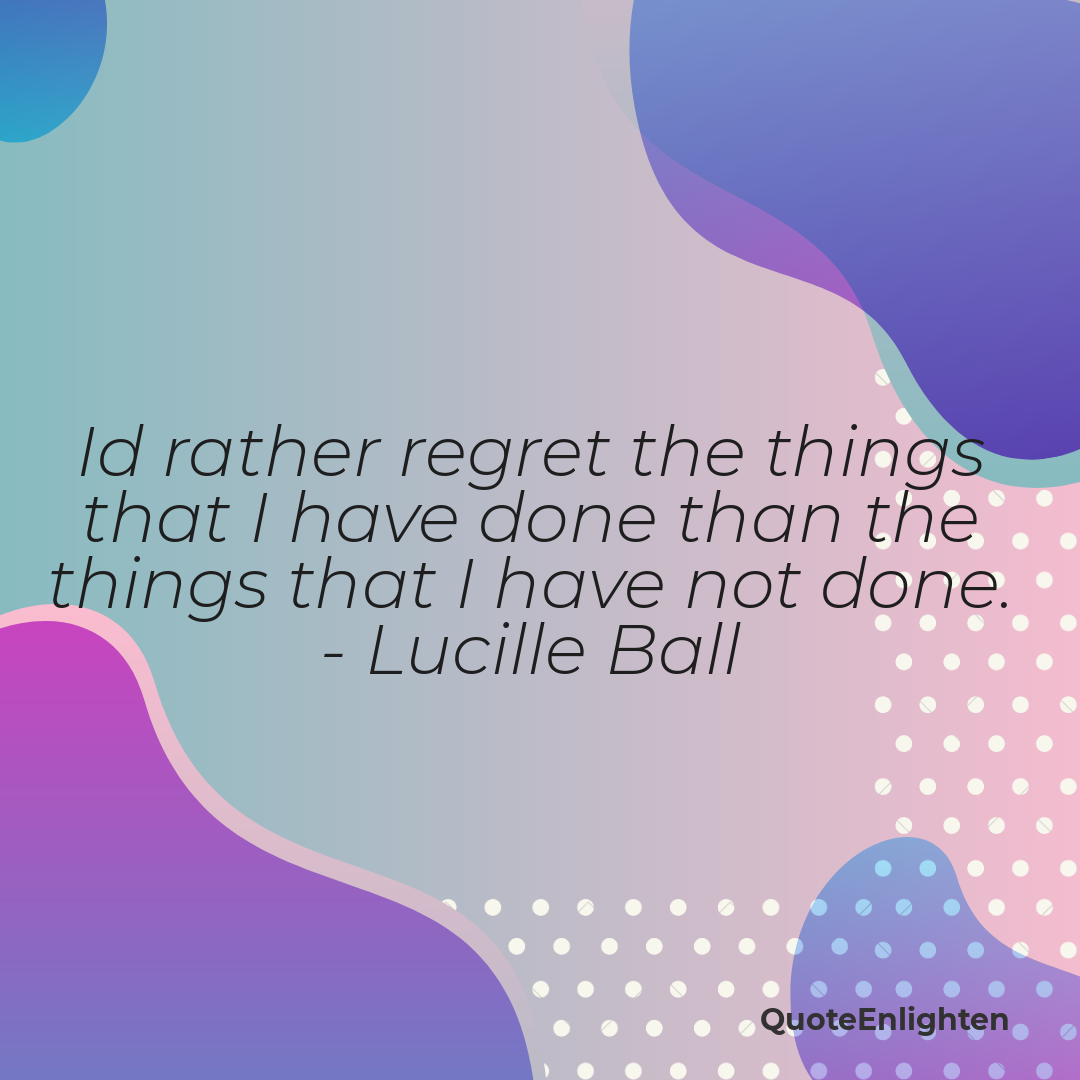 Id rather regret the things
that I have done than the
things that I have not done.
- Lucille Ball
QuoteEnlighten